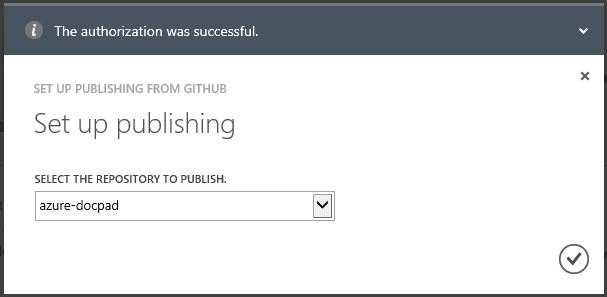 The authorization was successful.
SET UP PUBLISHING FROM GITHUB
Set up publishing
SELECT THE REPOSITORY TO PUBLISH.
azure-docpad